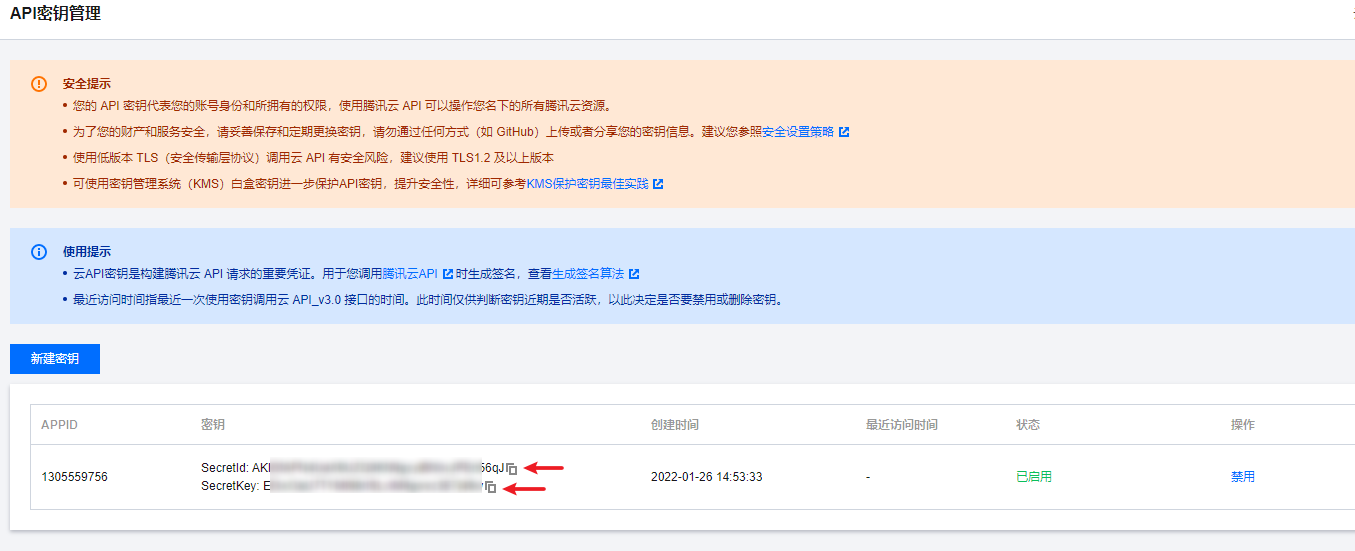 API密钥管理
安全提示
• 您的 API 密钥代表您的账号身份和所拥有的权限，使用腾讯云 API 可以操作您名下的所有腾讯云资源。
• 为了您的财产和服务安全，请妥善保存和定期更换密钥，请勿通过任何方式（如 GitHub）上传或者分享您的密钥信息。建议您参照安全设置策略
• 使用低版本 TLS（安全传输层协议）调用云 API 有安全风险，建议使用 TLS1.2 及以上版本
• 可使用密钥管理系统（KMS）白盒密钥进一步保护API密钥，提升安全性，详细可参考KMS保护密钥最佳实践
使用提示
• 云API密钥是构建腾讯云 API 请求的重要凭证。用于您调用腾讯云API 时生成签名，查看生成签名算法
• 最近访问时间指最近一次使用密钥调用云 API_v3.0 接口的时间。此时间仅供判断密钥近期是否活跃，以此决定是否要禁用或删除密钥。
新建密钥
APPID 密钥 创建时间 最近访问时间 状态 操作
SecretId: AK 56qJ
1305559756 2022-01-26 14:53:33 - 已启用 禁用
SecretKey: E